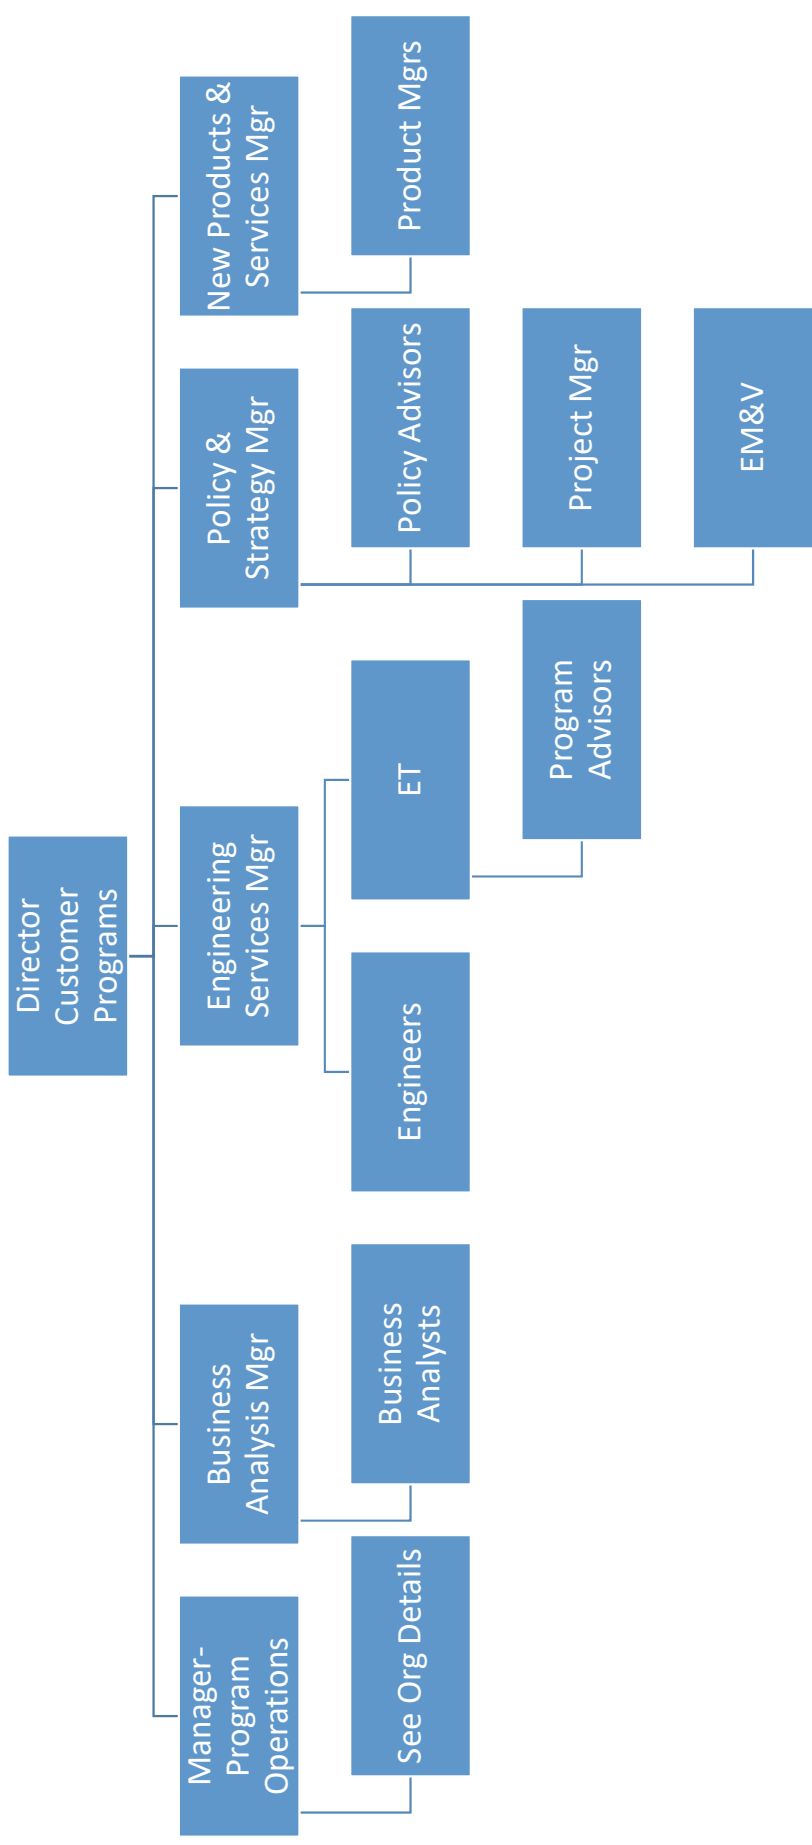 Director
Customer
Programs
Manager-
Program
Operations
Business
Analysis Mgr
Engineering
Services Mgr
Policy &
Strategy Mgr
New Products &
Services Mgr
See Org Details
Business
Analysts
Engineers
ET
Policy Advisors
Product Mgrs
Program
Advisors
Project Mgr
EM&V